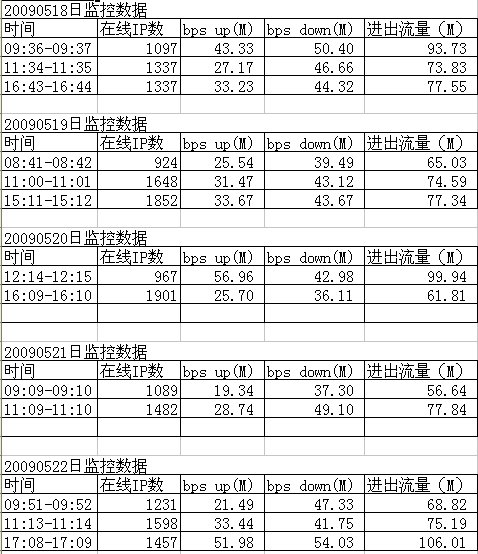 20090518日监控数据
时间 在线IP数 bps up(M) bps down(M) 进出流量（M）
09:36-09:37 1097 43.33 50.40 93.73
11:34-11:35 1337 27.17 46.66 73.83
16:43-16:44 1337 33.23 44.32 77.55
20090519日监控数据
时间 在线IP数 bps up(M) bps down(M) 进出流量（M）
08:41-08:42 924 25.54 39.49 65.03
11:00-11:01 1648 31.47 43.12 74.59
15:11-15:12 1852 33.67 43.67 77.34
20090520日监控数据
时间 在线IP数 bps up(M) bps down(M) 进出流量（M）
12:14-12:15 967 56.96 42.98 99.94
16:09-16:10 1901 25.70 36.11 61.81
20090521日监控数据
时间 在线IP数 bps up(M) bps down(M) 进出流量（M）
09:09-09:10 1089 19.34 37.30 56.64
11:09-11:10 1482 28.74 49.10 77.84
20090522日监控数据
时间 在线IP数 bps up(M) bps down(M) 进出流量（M）
09:51-09:52 1231 21.49 47.33 68.82
11:13-11:14 1598 33.44 41.75 75.19
17:08-17:09 1457 51.98 54.03 106.01